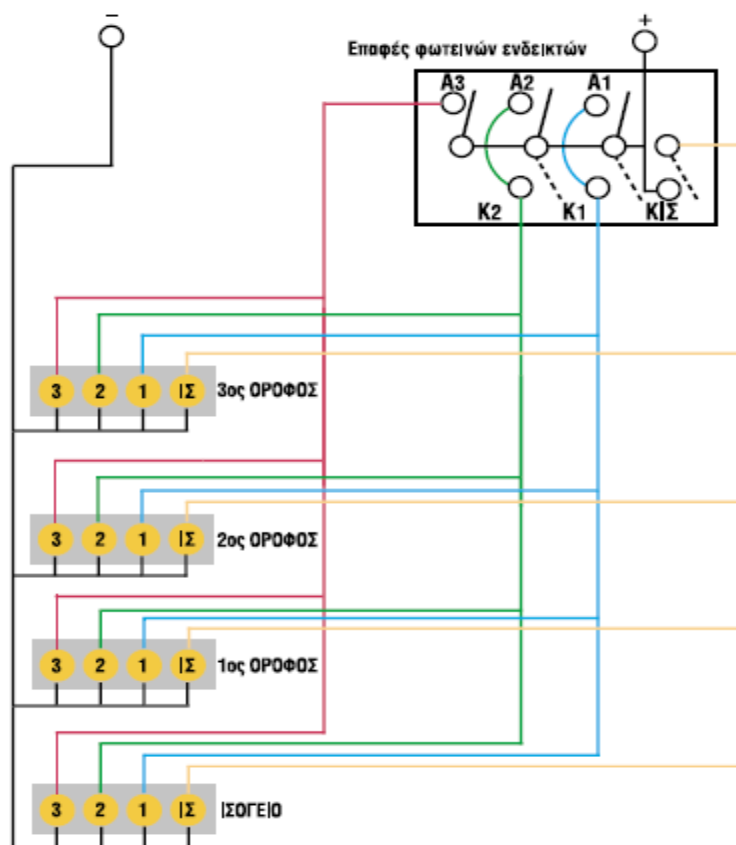 −
+
Επαφές φωτεινών ενδεικτών
Α3 Α2 Α1
Κ2 Κ1 ΚΙΣ
3 2 1 ΙΣ 3ος ΟΡΟΦΟΣ
3 2 1 ΙΣ 2ος ΟΡΟΦΟΣ
3 2 1 ΙΣ 1ος ΟΡΟΦΟΣ
3 2 1 ΙΣ ΙΣΟΓΕΙΟ